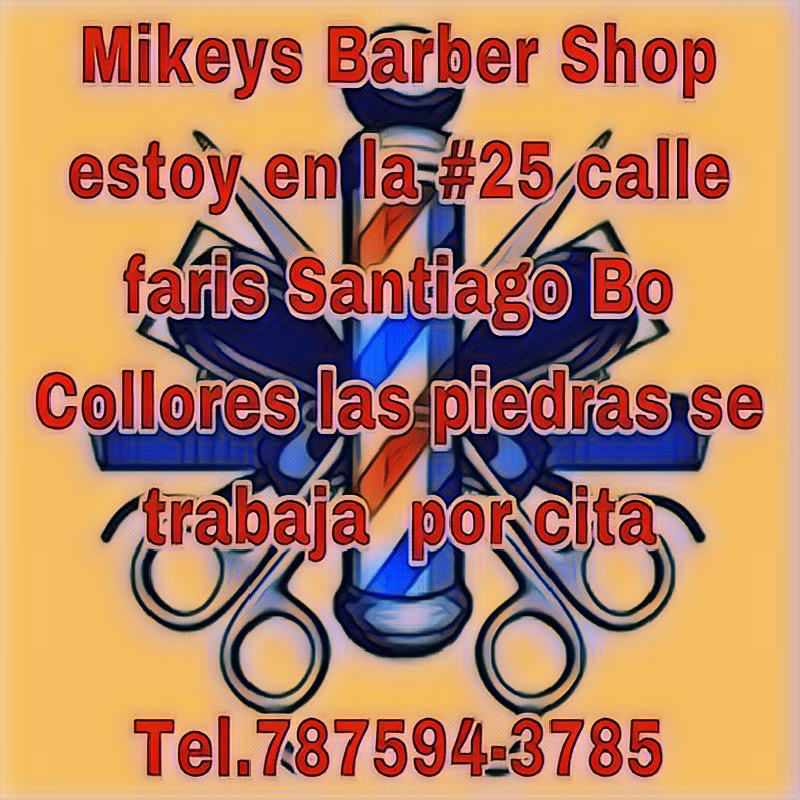 Mikeys Barber Shop
estoy en la #25 calle
faris Santiago Bo
Collores las piedras se
trabaja por cita
Tel.787594-3785